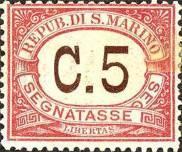 REPUB. DI S. MARINO
C.5
SEGNATASSE
LIBERTAS